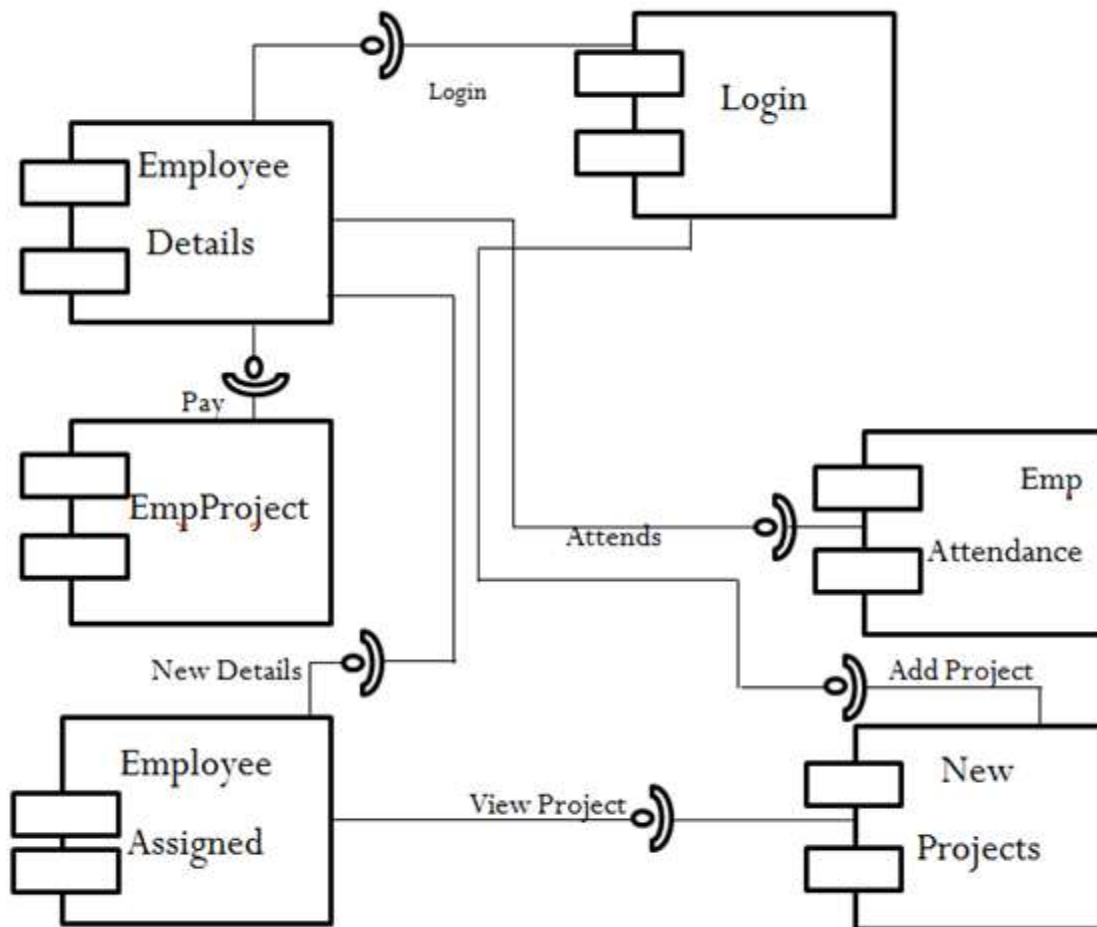 Login
Login
Employee
Details
Pay
EmpProject
Emp
Attends
Attendance
New Details
Add Project
Employee
Assigned
View Project
New
Projects